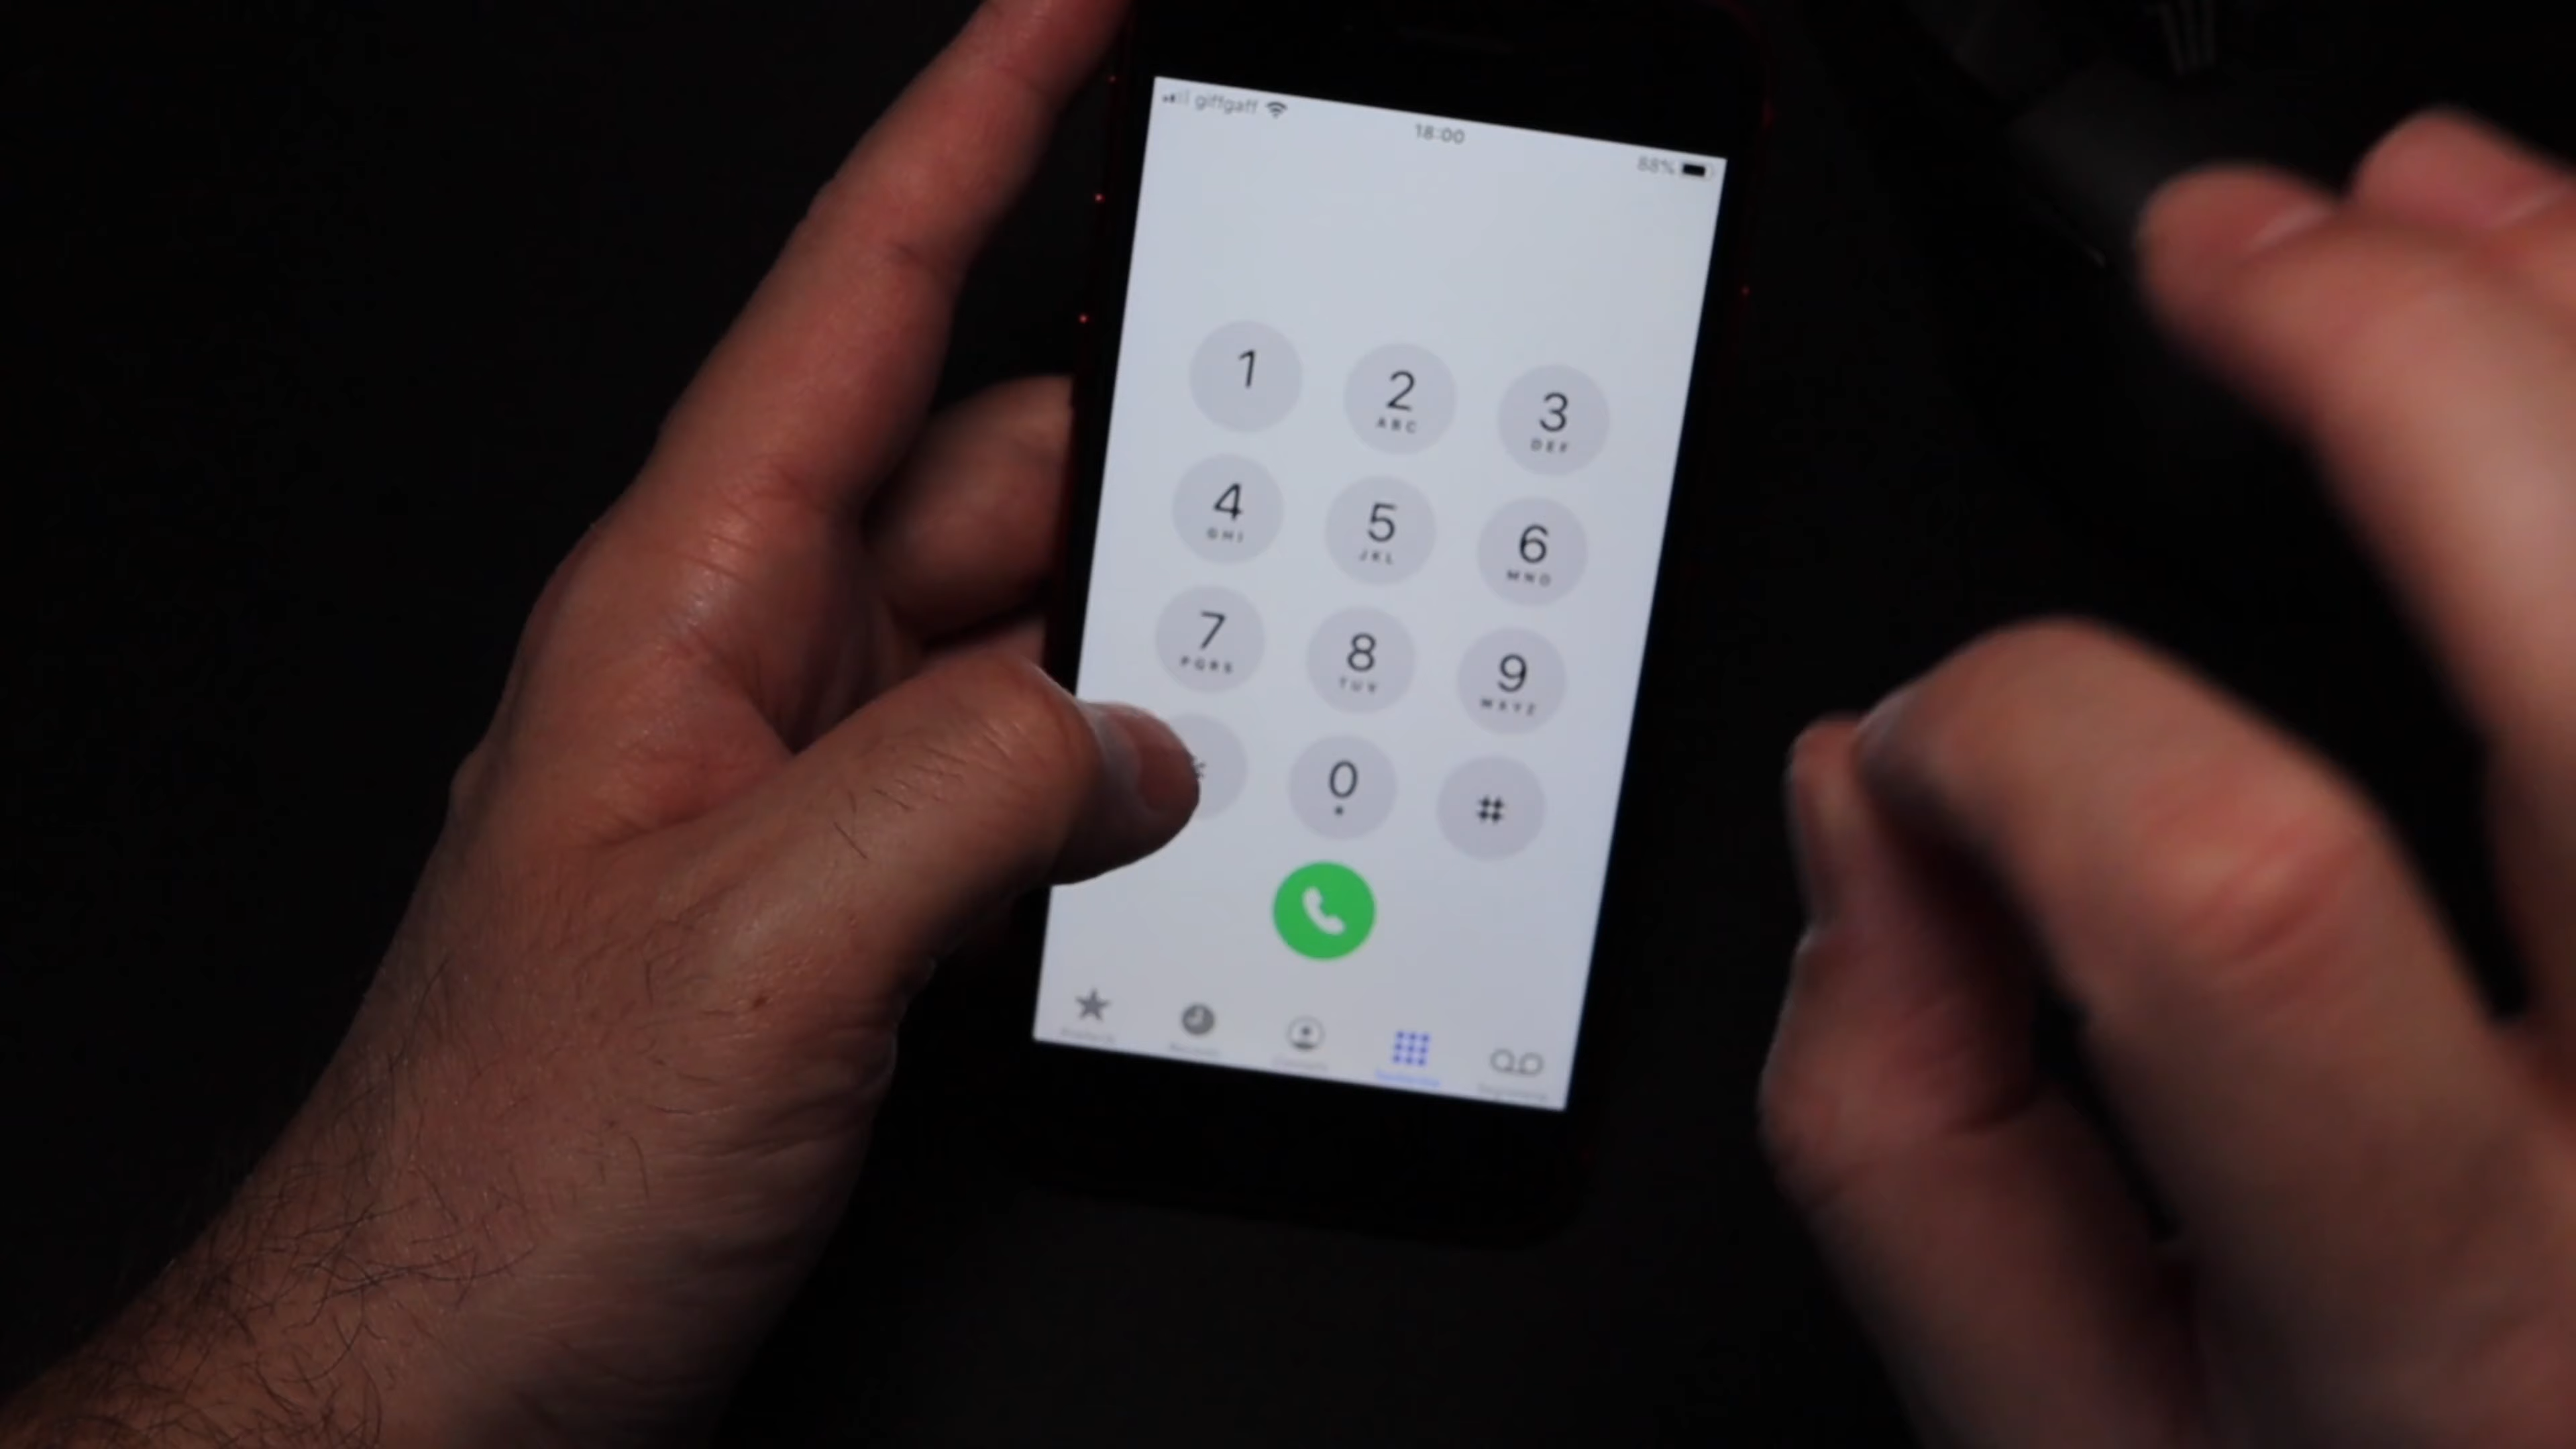 giffgaff
18:00
88%
1 2 3
ABC DEF
4 5 6
GHI JKL MNO
7 8 9
PQRS TUV WXYZ
* 0 #
+